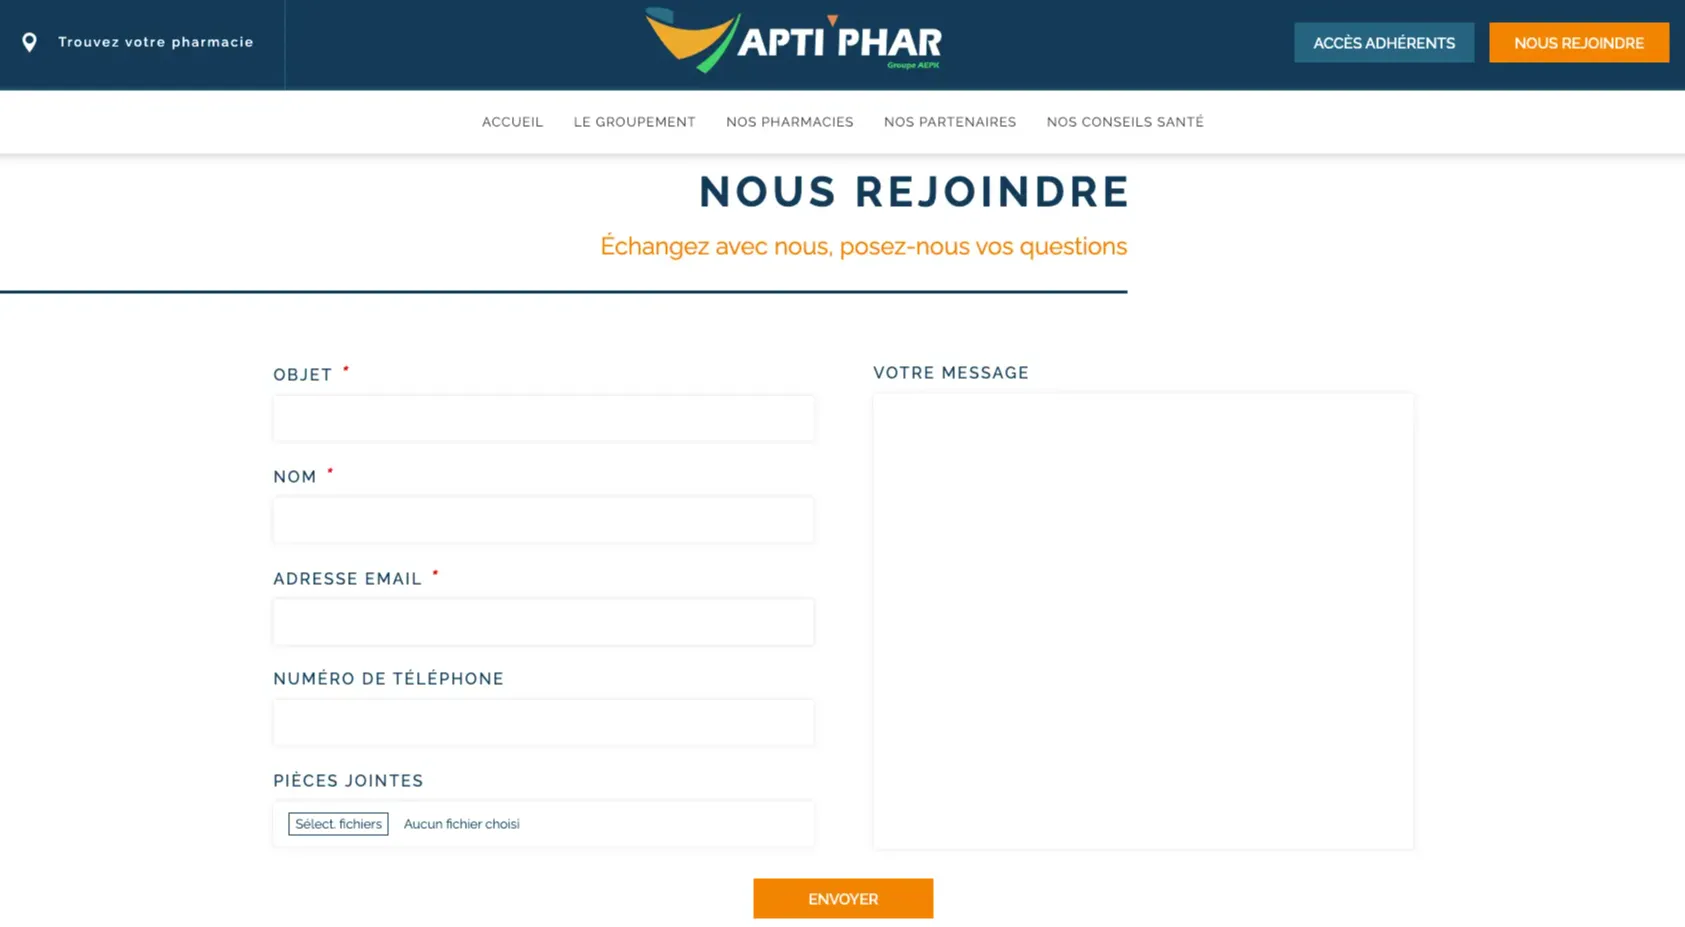 Trouvez votre pharmacie
APTI PHAR
Groupe AEPK
ACCÈS ADHÉRENTS
NOUS REJOINDRE
ACCUEIL
LE GROUPEMENT
NOS PHARMACIES
NOS PARTENAIRES
NOS CONSEILS SANTÉ
NOUS REJOINDRE
Échangez avec nous, posez-nous vos questions
OBJET *
NOM *
ADRESSE EMAIL *
NUMÉRO DE TÉLÉPHONE
PIÈCES JOINTES
Sélect. fichiers Aucun fichier choisi
VOTRE MESSAGE
ENVOYER